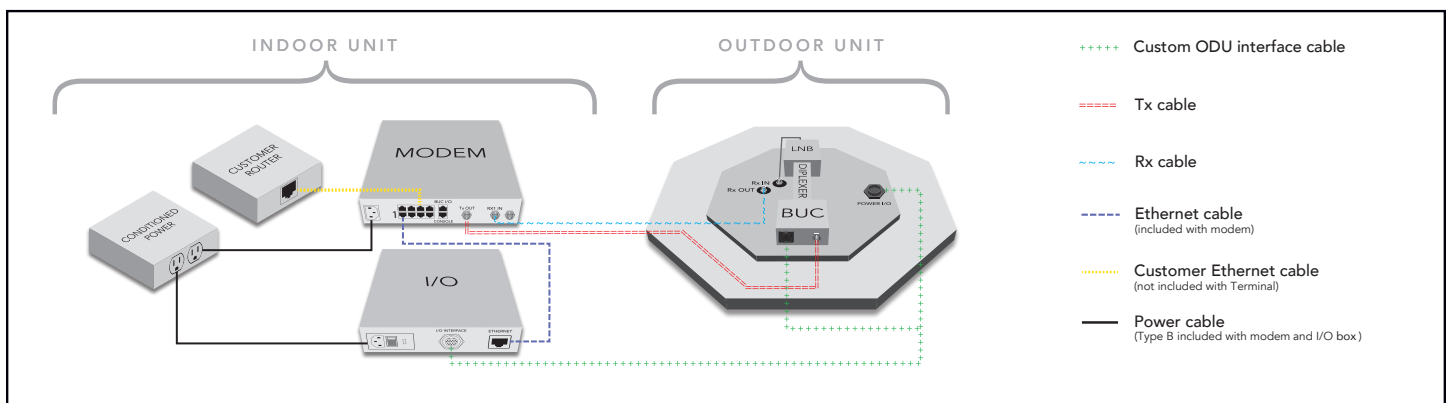 INDOOR UNIT
OUTDOOR UNIT
CUSTOMER
ROUTER
CONDITIONED
POWER
MODEM
1
BUC I/O
CONSOLE
Tx OUT
RX1 IN
I/O
I/O INTERFACE
ETHERNET
LNB
DIPLEXER
Rx IN
Rx OUT
BUC
POWER I/O
Custom ODU interface cable
Tx cable
Rx cable
Ethernet cable
(included with modem)
Customer Ethernet cable
(not included with Terminal)
Power cable
(Type B included with modem and I/O box)